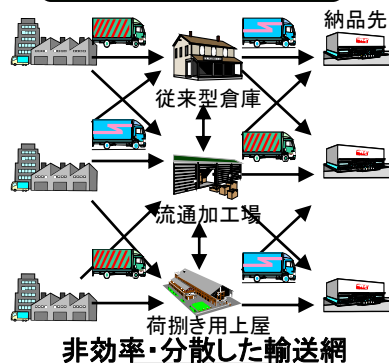 納品先
従来型倉庫
流通加工場
荷捌き用上屋
非効率・分散した輸送網